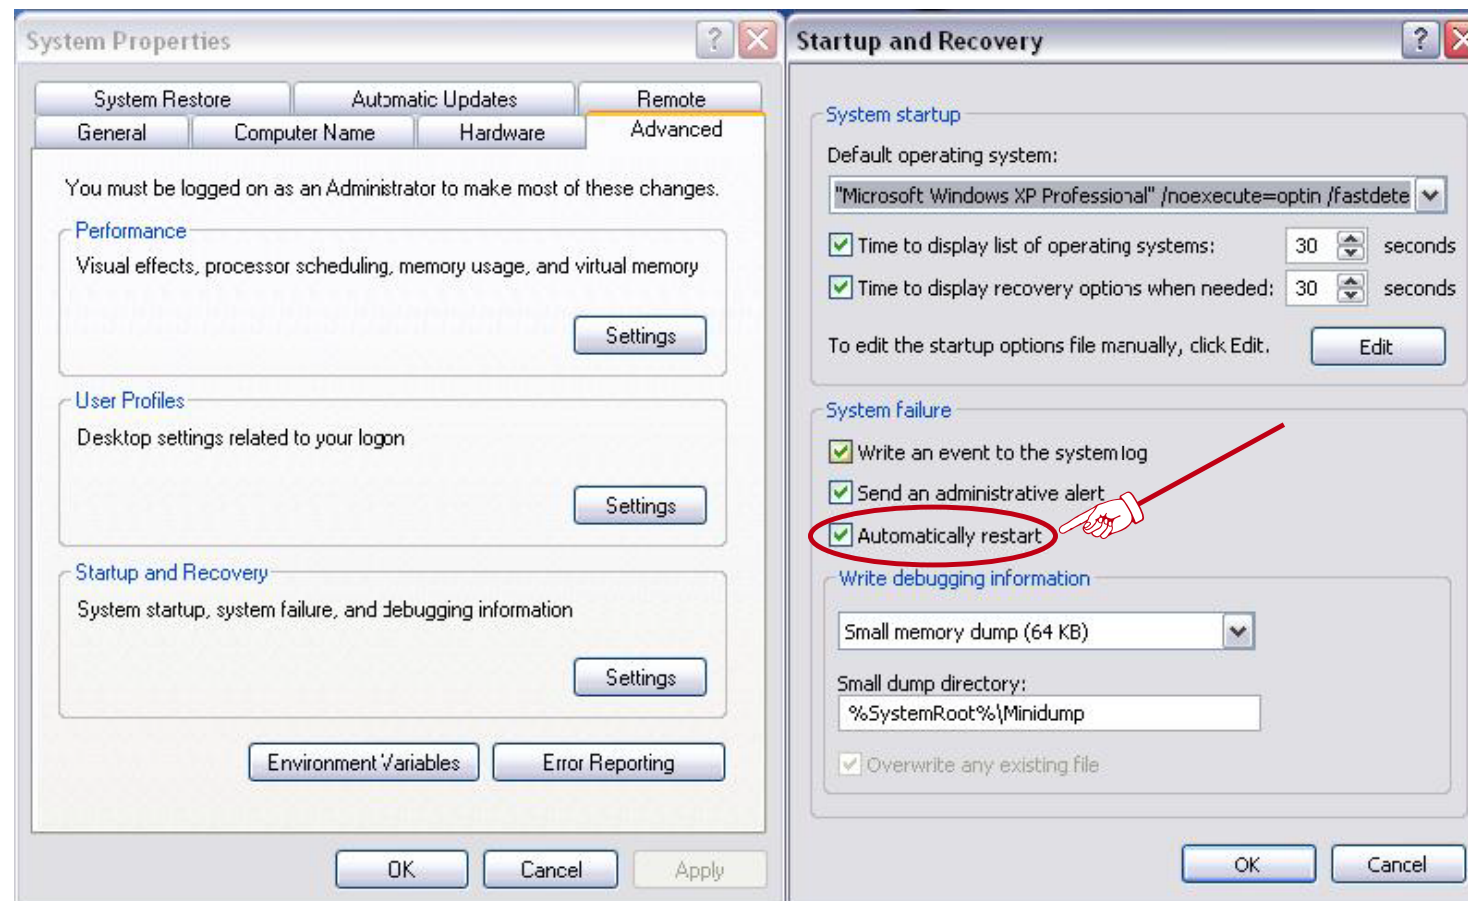 System Properties
System Restore
Automatic Updates
Remote
General
Computer Name
Hardware
Advanced
You must be logged on as an Administrator to make most of these changes.
Performance
Visual effects, processor scheduling, memory usage, and virtual memory
Settings
User Profiles
Desktop settings related to your logon
Settings
Startup and Recovery
System startup, system failure, and debugging information
Settings
Environment Variables
Error Reporting
OK
Cancel
Apply
Startup and Recovery
System startup
Default operating system:
"Microsoft Windows XP Professional" /noexecute=optin /fastdete
Time to display list of operating systems:
30
seconds
Time to display recovery options when needed:
30
seconds
To edit the startup options file manually, click Edit.
Edit
System failure
Write an event to the system log
Send an administrative alert
Automatically restart
Write debugging information
Small memory dump (64 KB)
Small dump directory:
%SystemRoot%\Minidump
Overwrite any existing file
OK
Cancel